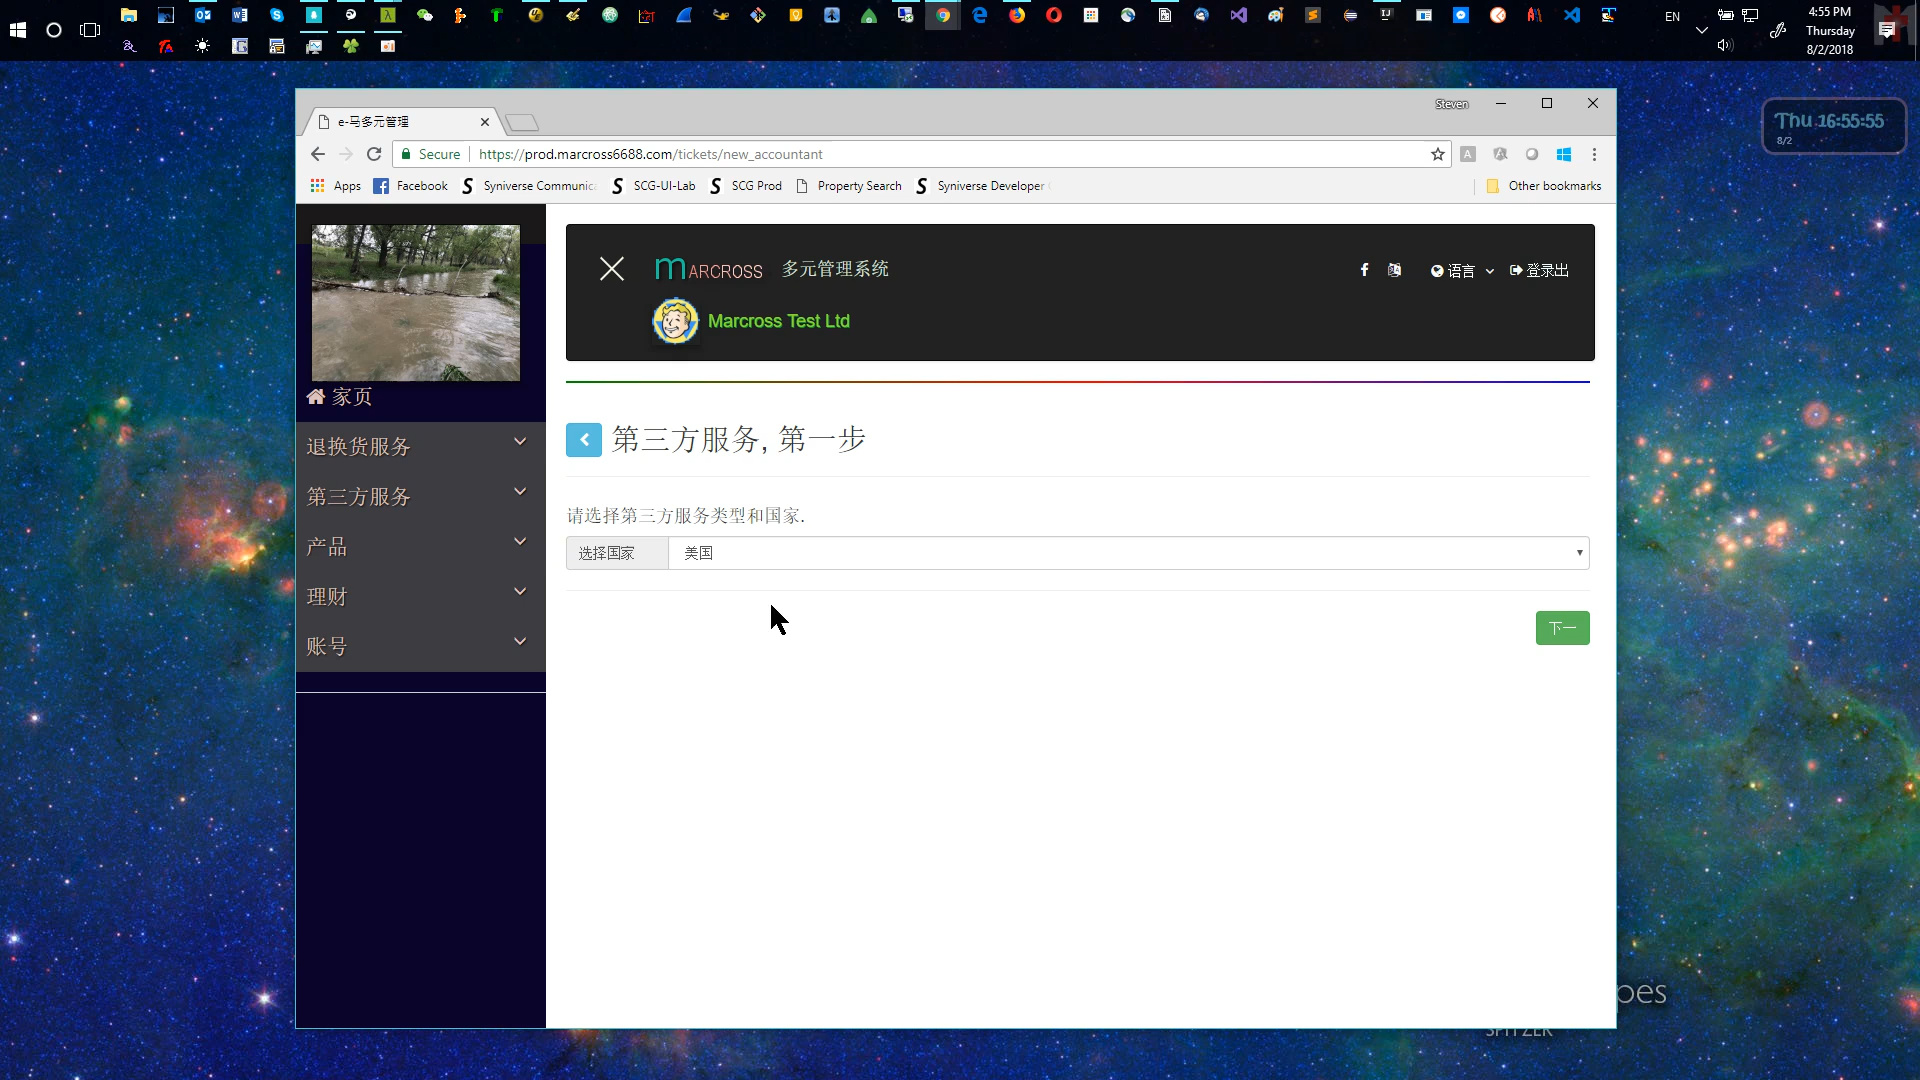 EN
4:55 PM
Thursday
8/2/2018
Thu 16:55:55
8/2
Steven
e-马多元管理
Secure
https://prod.marcross6688.com/tickets/new_accountant
Apps
Facebook
Syniverse Communic
SCG-UI-Lab
SCG Prod
Property Search
Syniverse Developer
Other bookmarks
mARCROSS 多元管理系统
语言
登录出
Marcross Test Ltd
家页
退换货服务
第三方服务
产品
理财
账号
第三方服务, 第一步
请选择第三方服务类型和国家.
选择国家
美国
下一
pes
SPITZER